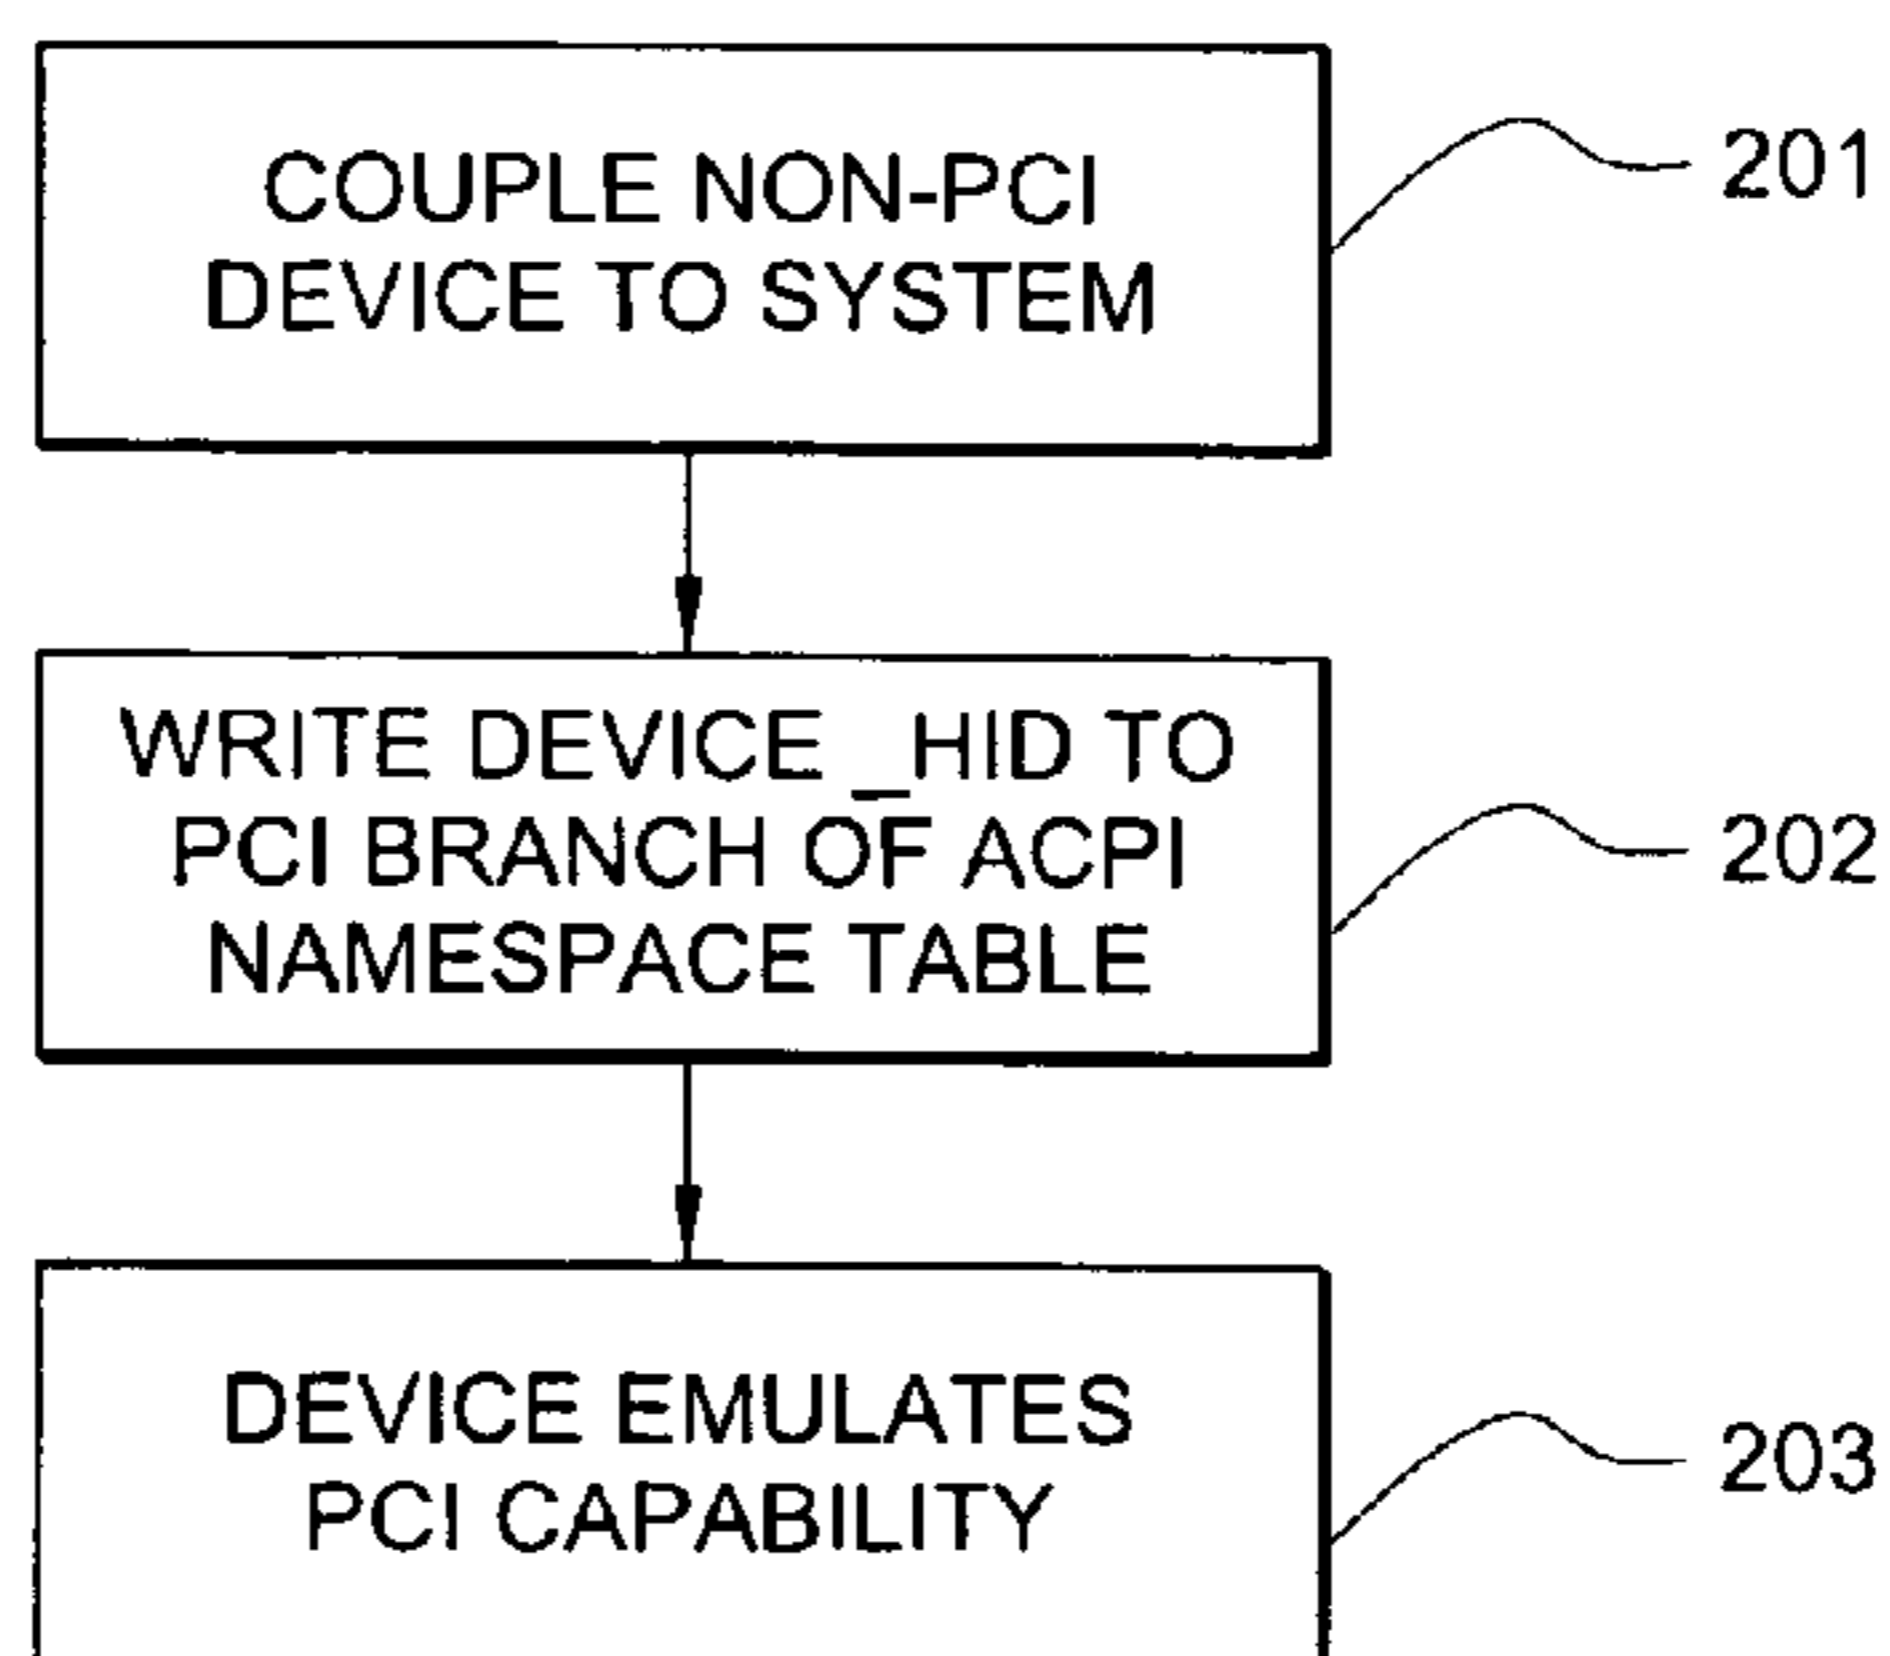 COUPLE NON-PCI
DEVICE TO SYSTEM
201
WRITE DEVICE _HID TO
PCI BRANCH OF ACPI
NAMESPACE TABLE
202
DEVICE EMULATES
PCI CAPABILITY
203